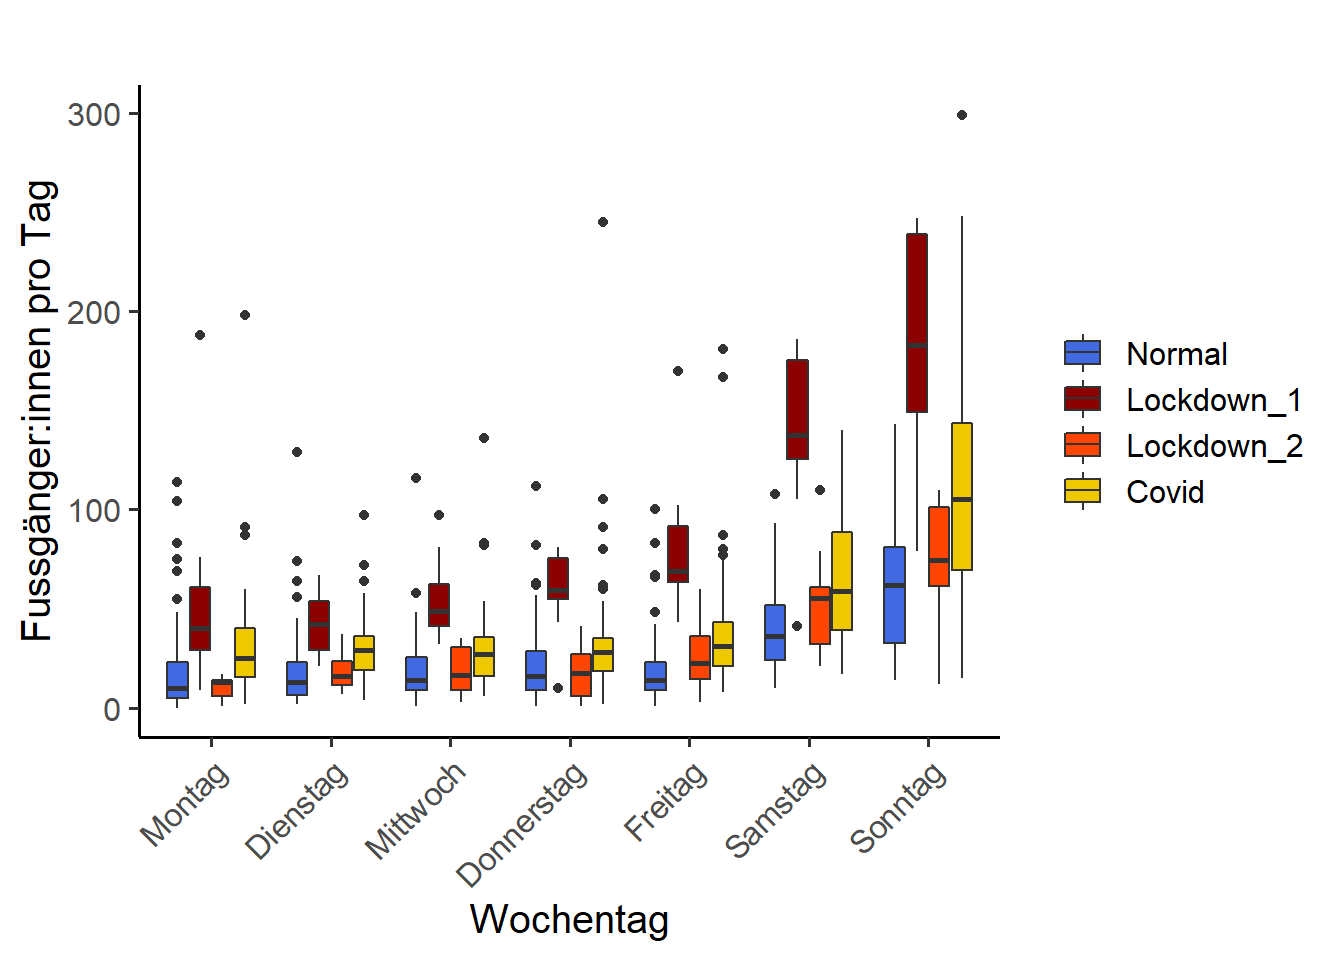 Fussgänger:innen pro Tag
300
200
100
0
Montag
Dienstag
Mittwoch
Donnerstag
Freitag
Samstag
Sonntag
Wochentag
Normal
Lockdown_1
Lockdown_2
Covid